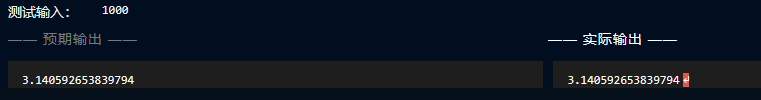 测试输入: 1000
—— 预期输出 —— —— 实际输出 ——
3.140592653839794 3.140592653839794↵